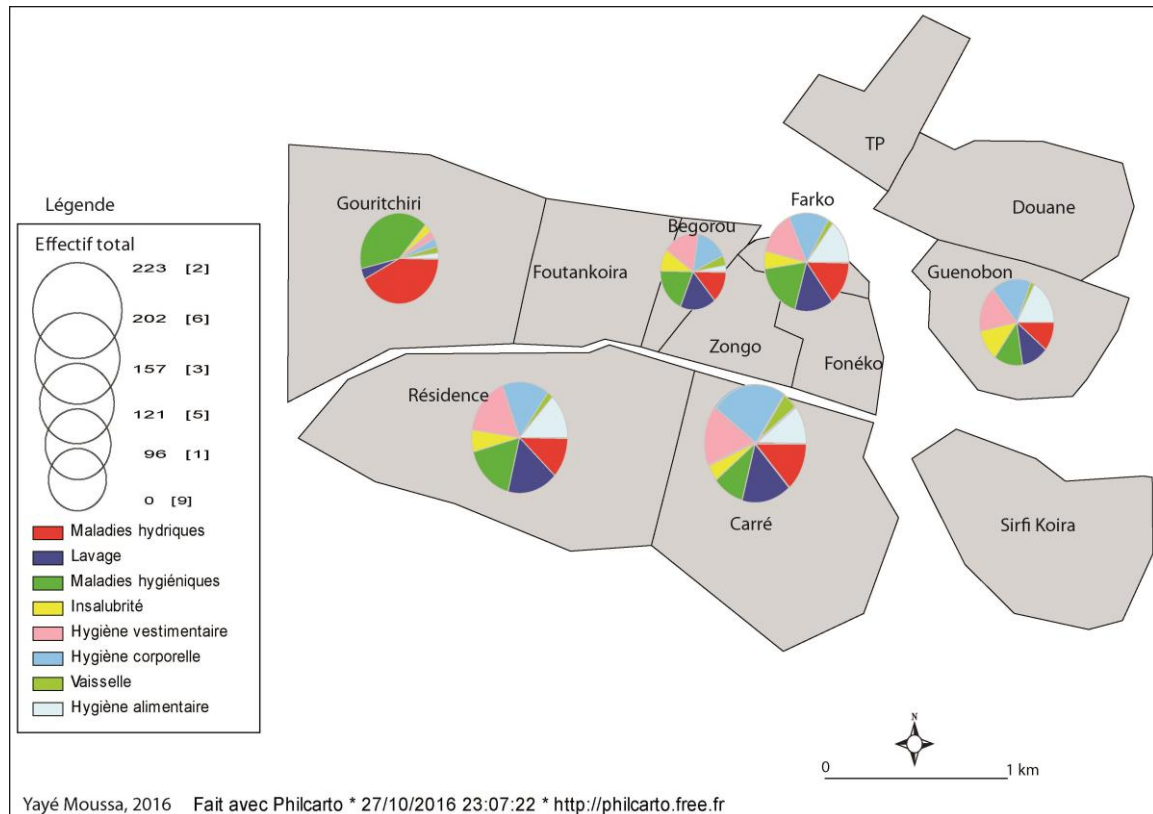 Légende
Effectif total
223 [2]
202 [6]
157 [3]
121 [5]
96 [1]
0 [9]
Maladies hydriques
Lavage
Maladies hygiéniques
Insalubrité
Hygiène vestimentaire
Hygiène corporelle
Vaisselle
Hygiène alimentaire
TP
Gouritchiri
Farko
Douane
Begorou
Foutankoira
Guenobon
Zongo
Fonéko
Résidence
Carré
Sirfi Koira
N
0 1 km
Yayé Moussa, 2016 Fait avec Philcarto * 27/10/2016 23:07:22 * http://philcarto.free.fr